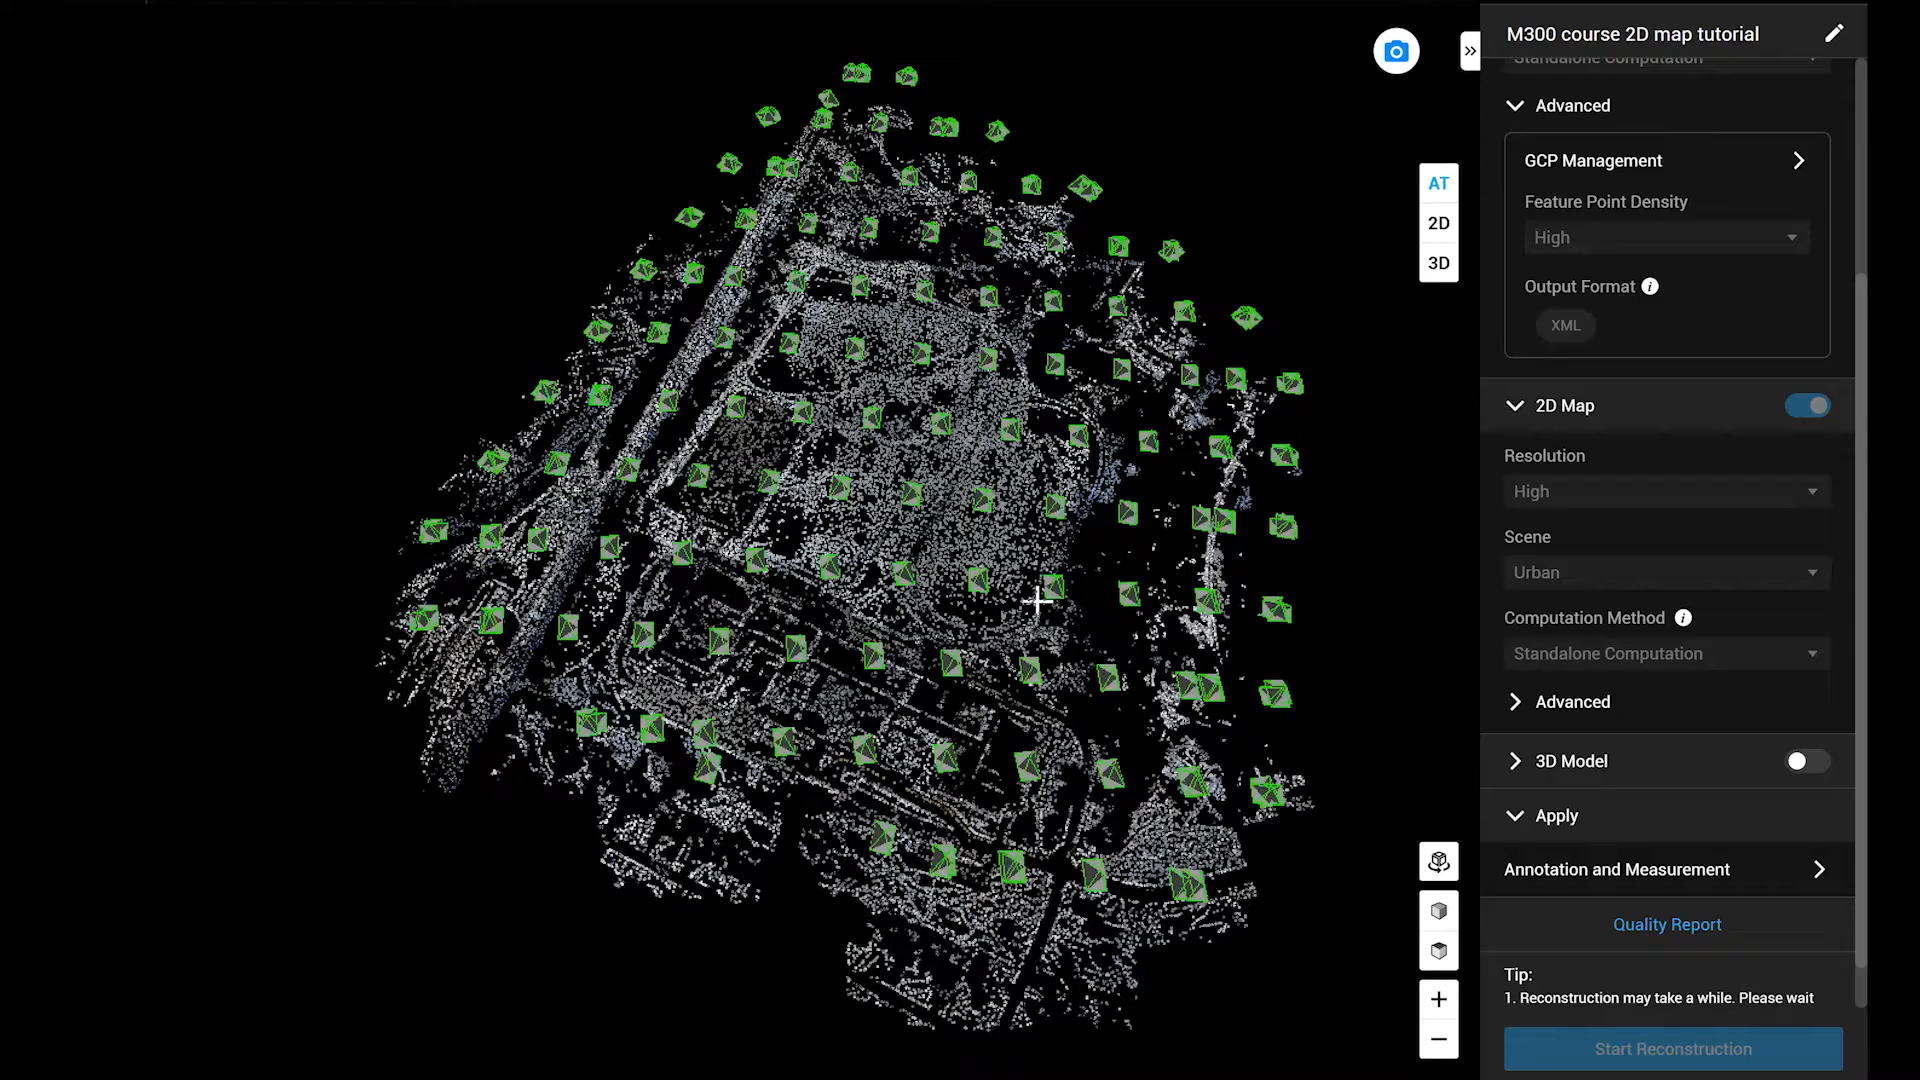 M300 course 2D map tutorial
Standalone Computation
Advanced
GCP Management
Feature Point Density
High
Output Format
XML
AT
2D
3D
2D Map
Resolution
High
Scene
Urban
Computation Method
Standalone Computation
Advanced
3D Model
Apply
Annotation and Measurement
Quality Report
Tip:
1. Reconstruction may take a while. Please wait
Start Reconstruction